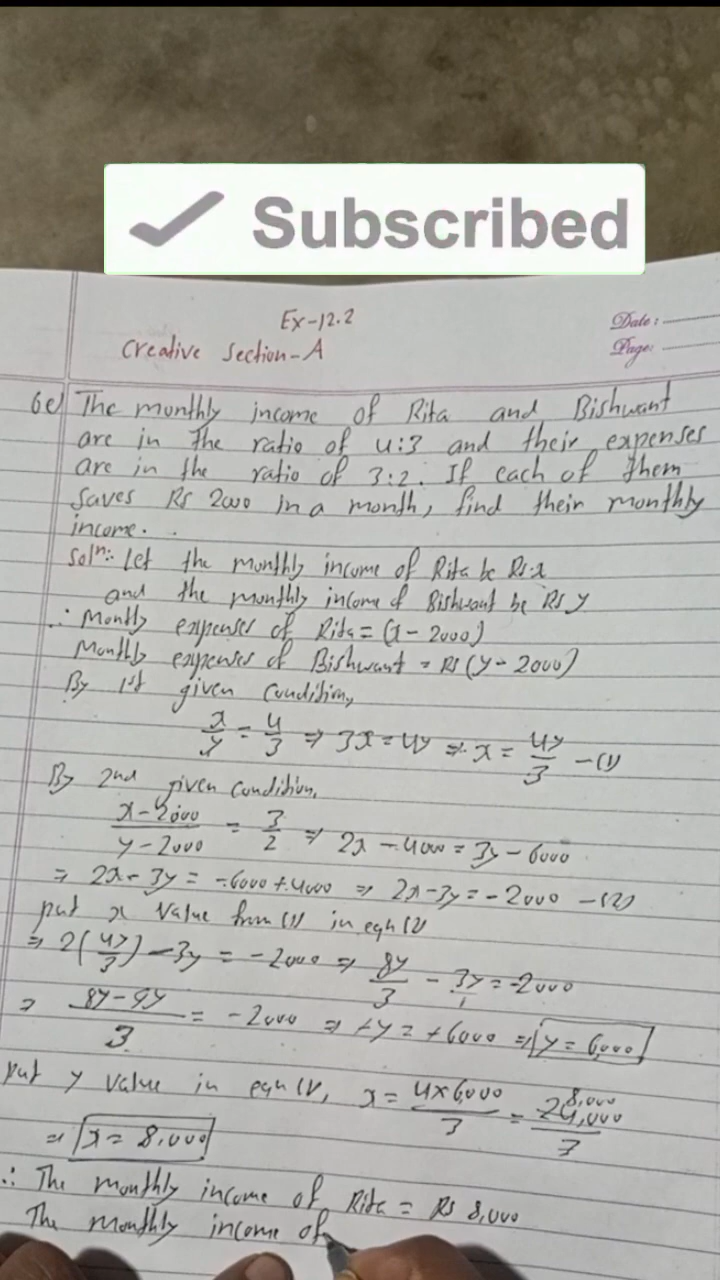 ✓ Subscribed
Ex-12.2
Date:
Creative Section-A
Page:
6e) The monthly income of Rita and Bishwant
are in the ratio of 4:3 and their expenses
are in the ratio of 3:2. If each of them
saves Rs 2000 in a month, find their monthly
income.
Solⁿ: Let the monthly income of Rita be Rs.x
and the monthly income of Bishwant be Rs y
∴ Monthly expenses of Rita = (x - 2000)
Monthly expenses of Bishwant = Rs (y - 2000)
By 1st given condition,
x/y = 4/3 ⇒ 3x = 4y ⇒ x = 4y/3 - (1)
By 2nd given condition,
x-2000/y-2000 = 3/2 ⇒ 2x - 4000 = 3y - 6000
⇒ 2x - 3y = -6000 + 4000 ⇒ 2x - 3y = -2000 - (2)
put x value from (1) in eqn (2)
⇒ 2(4y/3) - 3y = -2000 ⇒ 8y/3 - 3y/1 = -2000
⇒ 8y-9y/3 = -2000 ⇒ +y = +6000 ⇒ y = 6,000
put y value in eqn (1), x = 4x6,000/3 = 24,000/3 8,000
⇒ x = 8,000
∴ The monthly income of Rita = Rs 8,000
The monthly income of